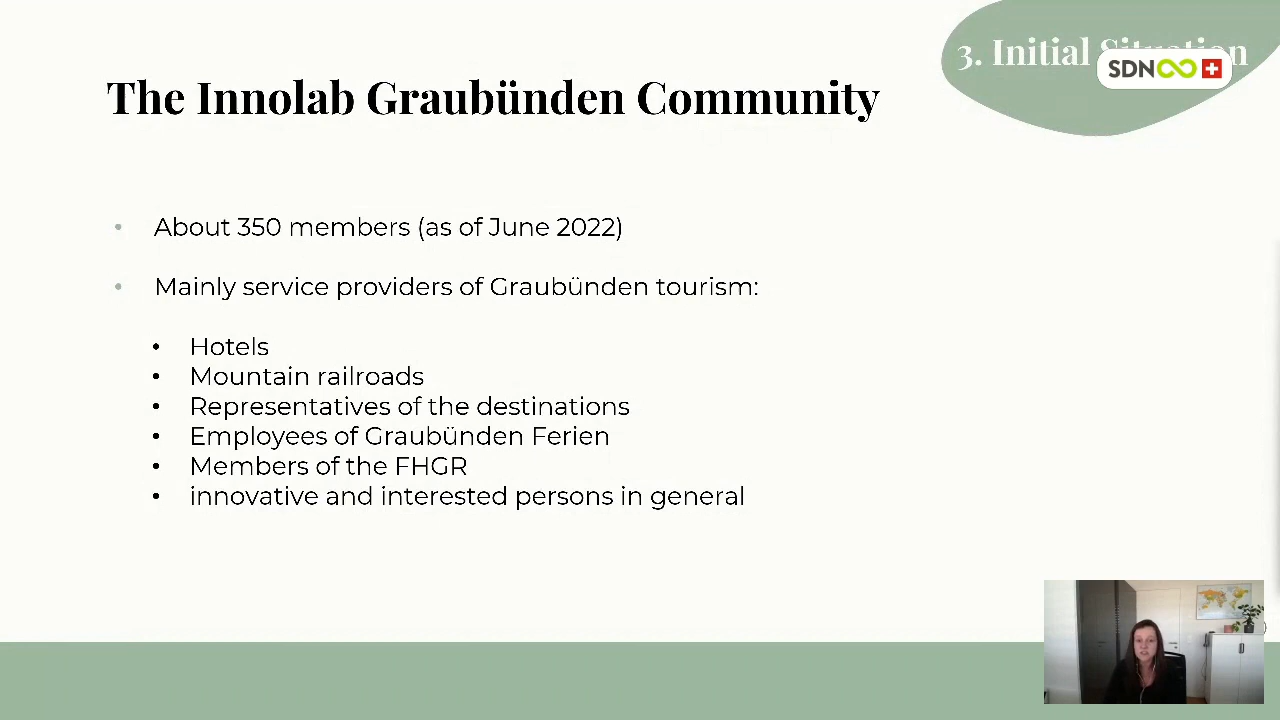 3. Initial Situation
SDN
The Innolab Graubünden Community
• About 350 members (as of June 2022)
• Mainly service providers of Graubünden tourism:
• Hotels
• Mountain railroads
• Representatives of the destinations
• Employees of Graubünden Ferien
• Members of the FHGR
• innovative and interested persons in general